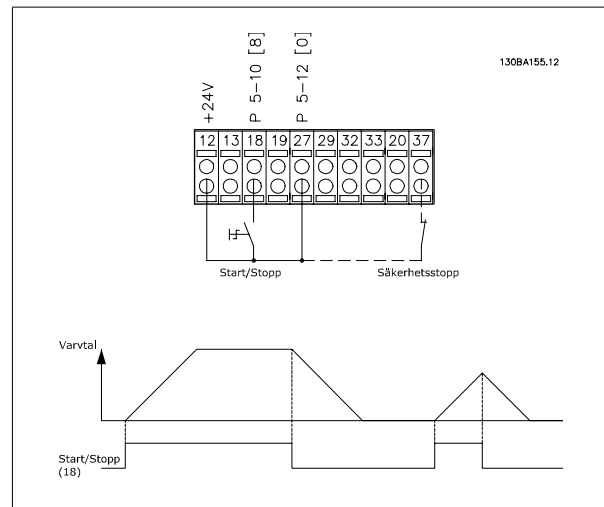 130BA155.12
+24V
P 5-10 [8]
P 5-12 [0]
12 13 18 19 27 29 32 33 20 37
Start/Stopp
Säkerhetsstopp
Varvtal
Start/Stopp
(18)